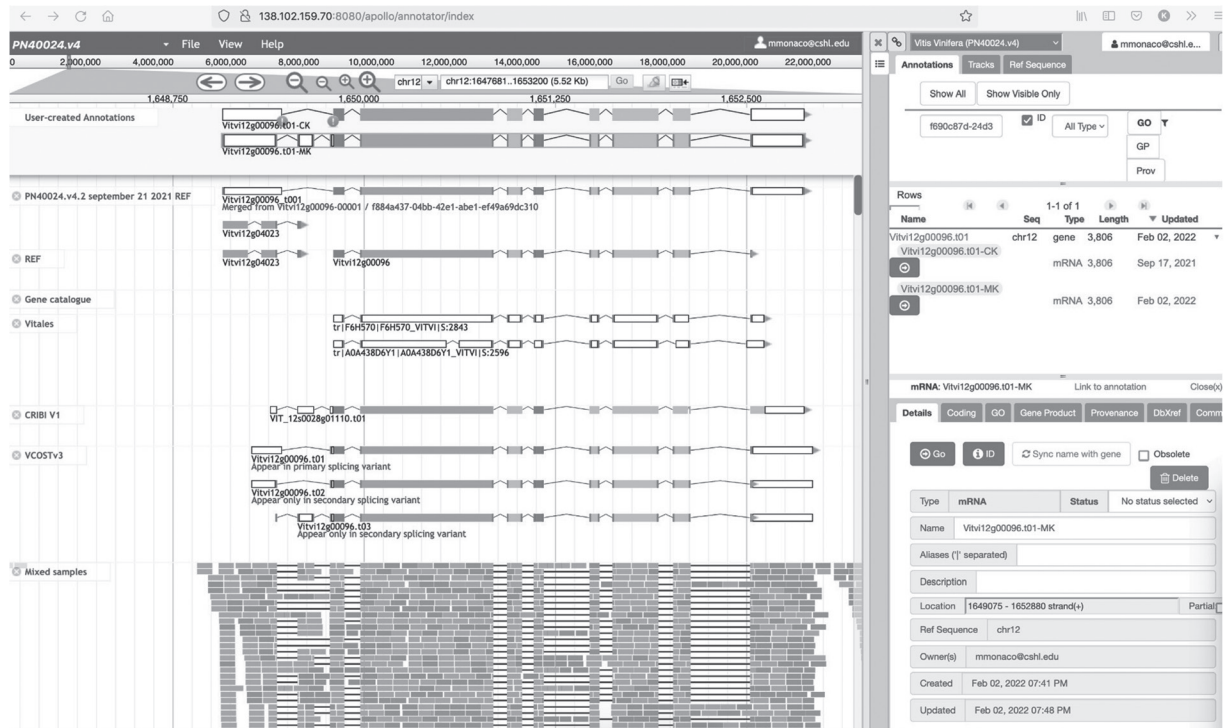 138.102.159.70:8080/apollo/annotator/index
PN40024.v4 File View Help mmonaco@cshl.edu
0 2,000,000 4,000,000 6,000,000 8,000,000 10,000,000 12,000,000 14,000,000 16,000,000 18,000,000 20,000,000 22,000,000
chr12 chr12:1647681..1653200 (5.52 Kb) Go
1,648,750 1,650,000 1,651,250 1,652,500
User-created Annotations
Vitvi12g00096.t01-CK
Vitvi12g00096.t01-MK
PN40024.v4.2 september 21 2021 REF
Vitvi12g00096_t001
Merged from Vitvi12g00096-00001 / f884a437-04bb-42e1-abe1-ef49a69dc310
Vitvi12g04023
REF
Vitvi12g04023 Vitvi12g00096
Gene catalogue
Vitales
tr|F6H570|F6H570_VITVI|S:2843
tr|A0A438D6Y1|A0A438D6Y1_VITVI|S:2596
CRIBI V1
VIT_12s0028g01110.t01
VCOSTv3
Vitvi12g00096.t01
Appear in primary splicing variant
Vitvi12g00096.t02
Appear only in secondary splicing variant
Vitvi12g00096.t03
Appear only in secondary splicing variant
Mixed samples
Vitis Vinifera (PN40024.v4) mmonaco@cshl.e...
Annotations Tracks Ref Sequence
Show All Show Visible Only
f690c87d-24d3 ID All Type GO
GP
Prov
Rows
1-1 of 1
Name Seq Type Length Updated
Vitvi12g00096.t01 chr12 gene 3,806 Feb 02, 2022
Vitvi12g00096.t01-CK
mRNA 3,806 Sep 17, 2021
Vitvi12g00096.t01-MK
mRNA 3,806 Feb 02, 2022
mRNA: Vitvi12g00096.t01-MK Link to annotation Close(x)
Details Coding GO Gene Product Provenance DbXref Comm
Go ID Sync name with gene Obsolete
Delete
Type mRNA Status No status selected
Name Vitvi12g00096.t01-MK
Aliases ('|' separated)
Description
Location 1649075 - 1652880 strand(+) Partial:
Ref Sequence chr12
Owner(s) mmonaco@cshl.edu
Created Feb 02, 2022 07:41 PM
Updated Feb 02, 2022 07:48 PM